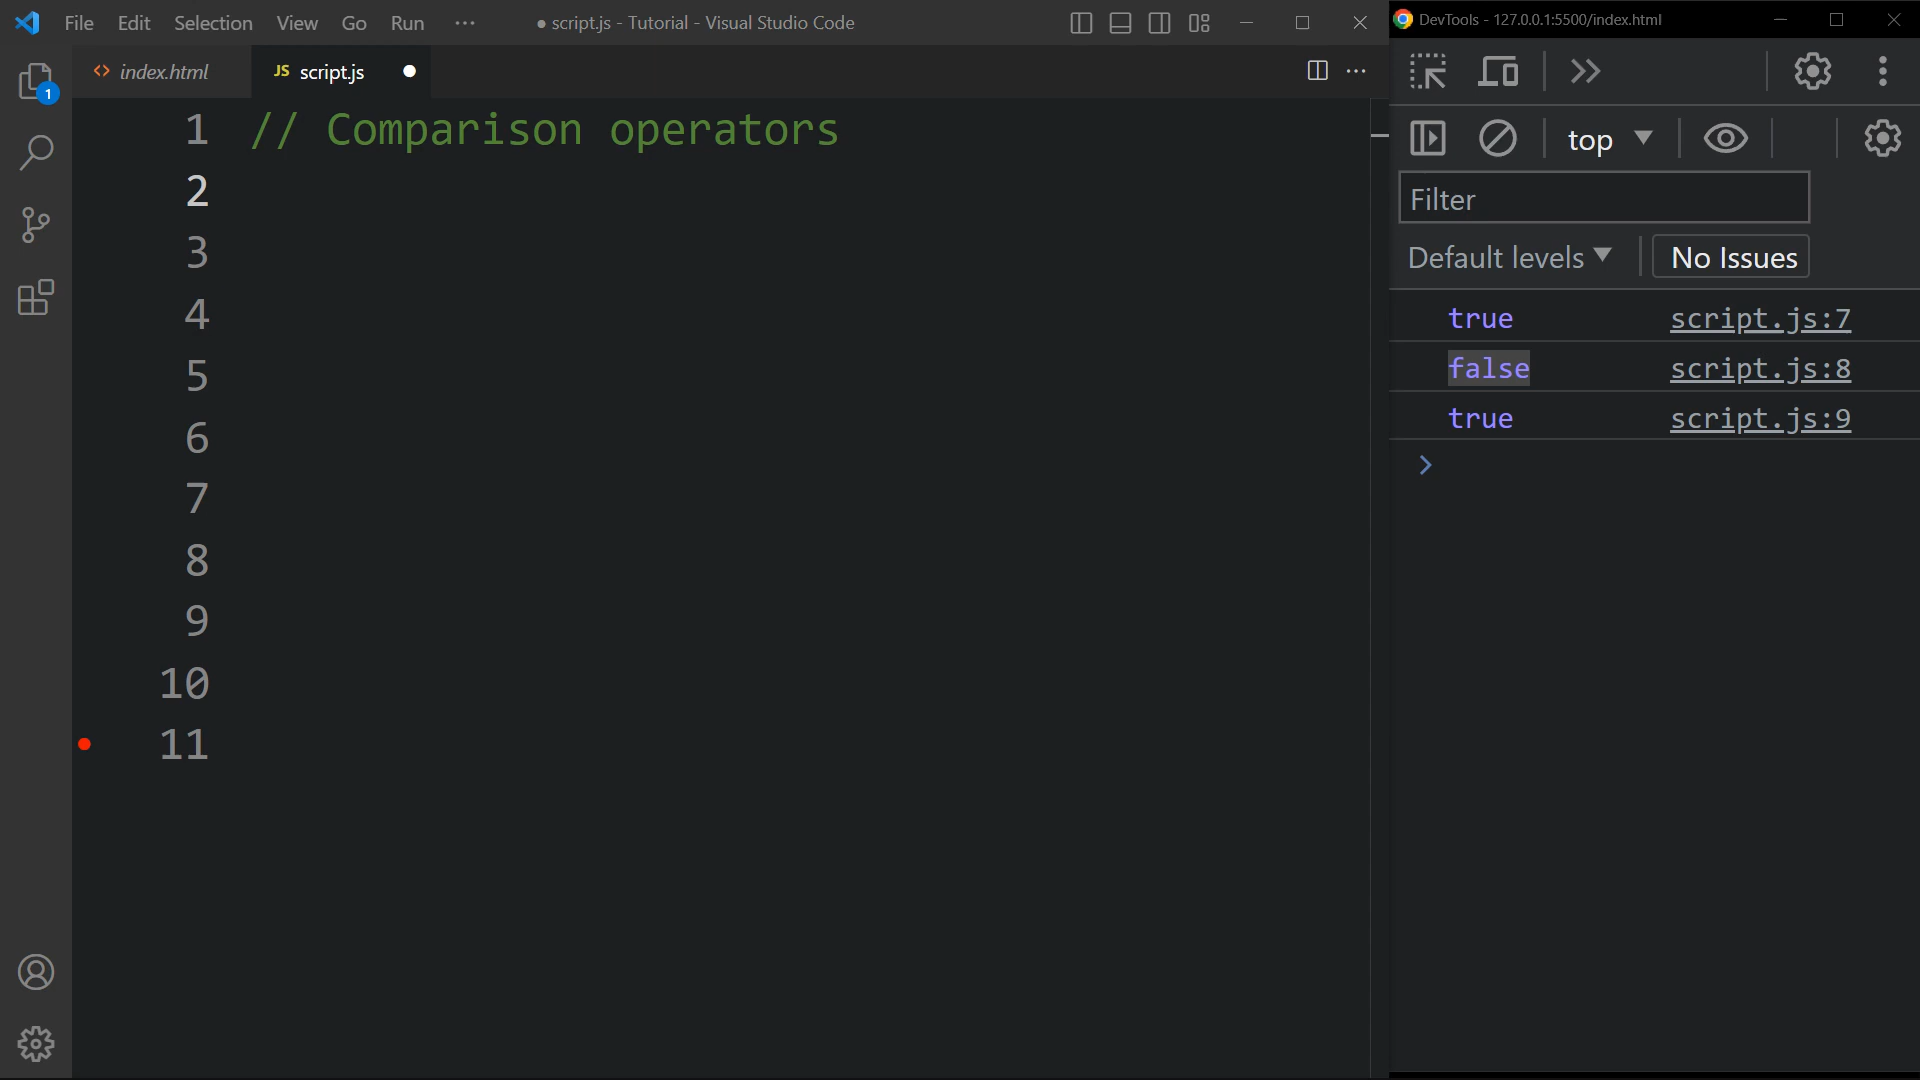 File Edit Selection View Go Run ··· ● script.js - Tutorial - Visual Studio Code
DevTools - 127.0.0.1:5500/index.html
<> index.html
JS script.js
1
1 // Comparison operators
2
3
4
5
6
7
8
9
10
11
top
Filter
Default levels
No Issues
true script.js:7
false script.js:8
true script.js:9